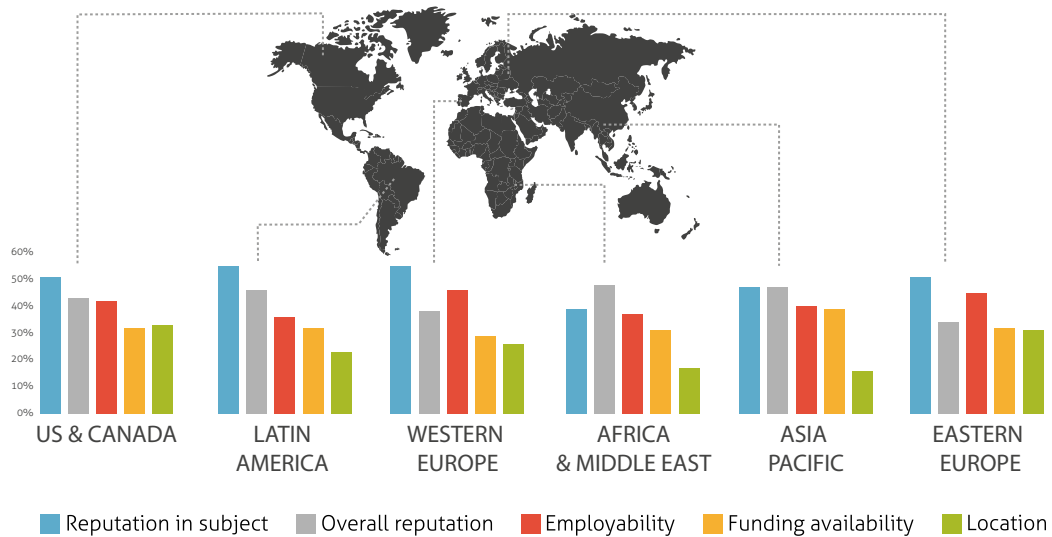 60%
50%
40%
30%
20%
10%
0%
US & CANADA
LATIN
AMERICA
WESTERN
EUROPE
AFRICA
& MIDDLE EAST
ASIA
PACIFIC
EASTERN
EUROPE
Reputation in subject
Overall reputation
Employability
Funding availability
Location